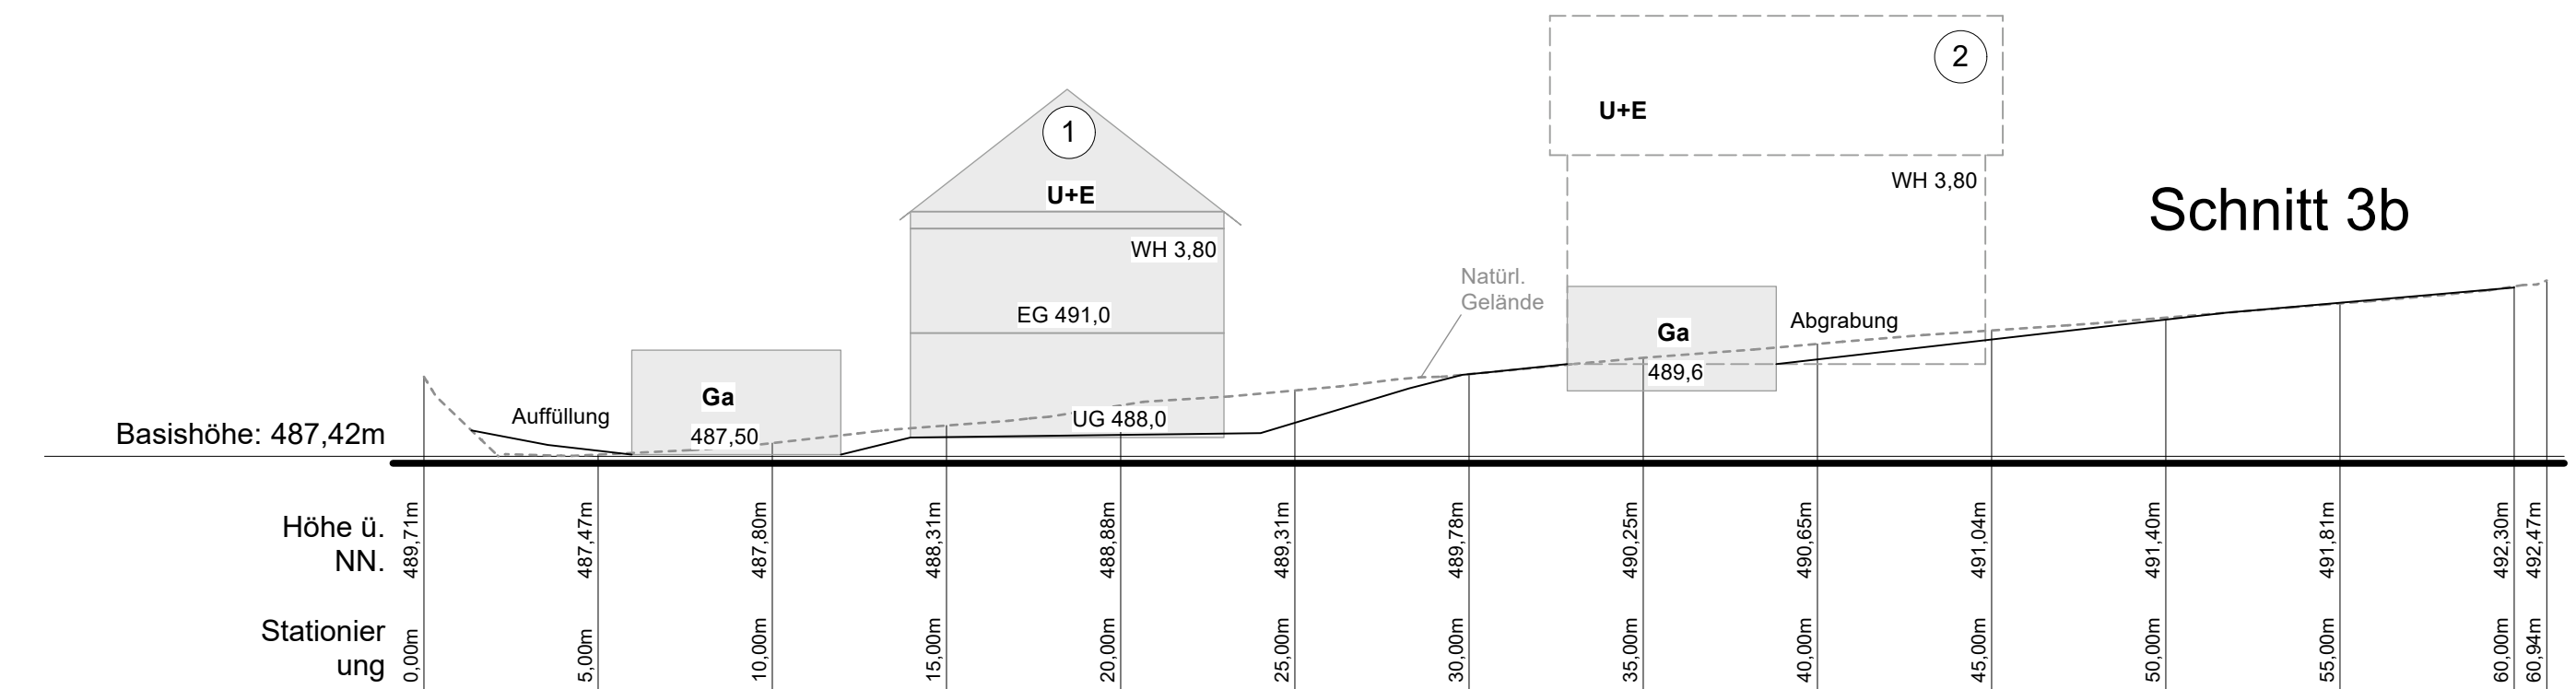 2
U+E
1
WH 3,80
U+E
Schnitt 3b
WH 3,80
Natürl.
Gelände
EG 491,0
Abgrabung
Ga
489,6
Ga
Auffüllung
UG 488,0
487,50
Basishöhe: 487,42m
Höhe ü.
NN.
489,71m
487,47m
487,80m
488,31m
488,88m
489,31m
489,78m
490,25m
490,65m
491,04m
491,40m
491,81m
492,30m
492,47m
Stationier
ung
0,00m
5,00m
10,00m
15,00m
20,00m
25,00m
30,00m
35,00m
40,00m
45,00m
50,00m
55,00m
60,00m
60,94m